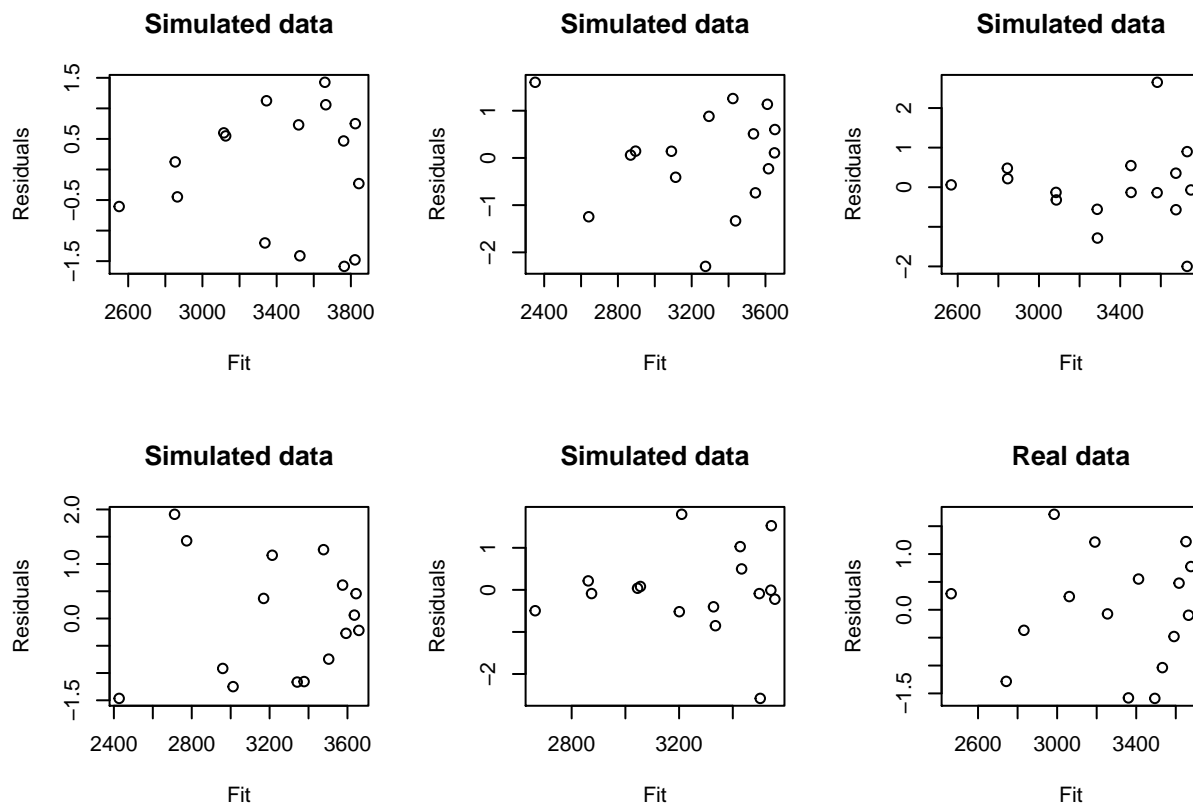 Simulated data
Residuals
−1.5 −0.5 0.5 1.5
2600 3000 3400 3800
Fit
Simulated data
Residuals
−2 −1 0 1
2400 2800 3200 3600
Fit
Simulated data
Residuals
−2 0 2
2600 3000 3400
Fit
Simulated data
Residuals
−1.5 0.0 1.0 2.0
2400 2800 3200 3600
Fit
Simulated data
Residuals
−2 0 1
2800 3200
Fit
Real data
Residuals
−1.5 0.0 1.0
2600 3000 3400
Fit